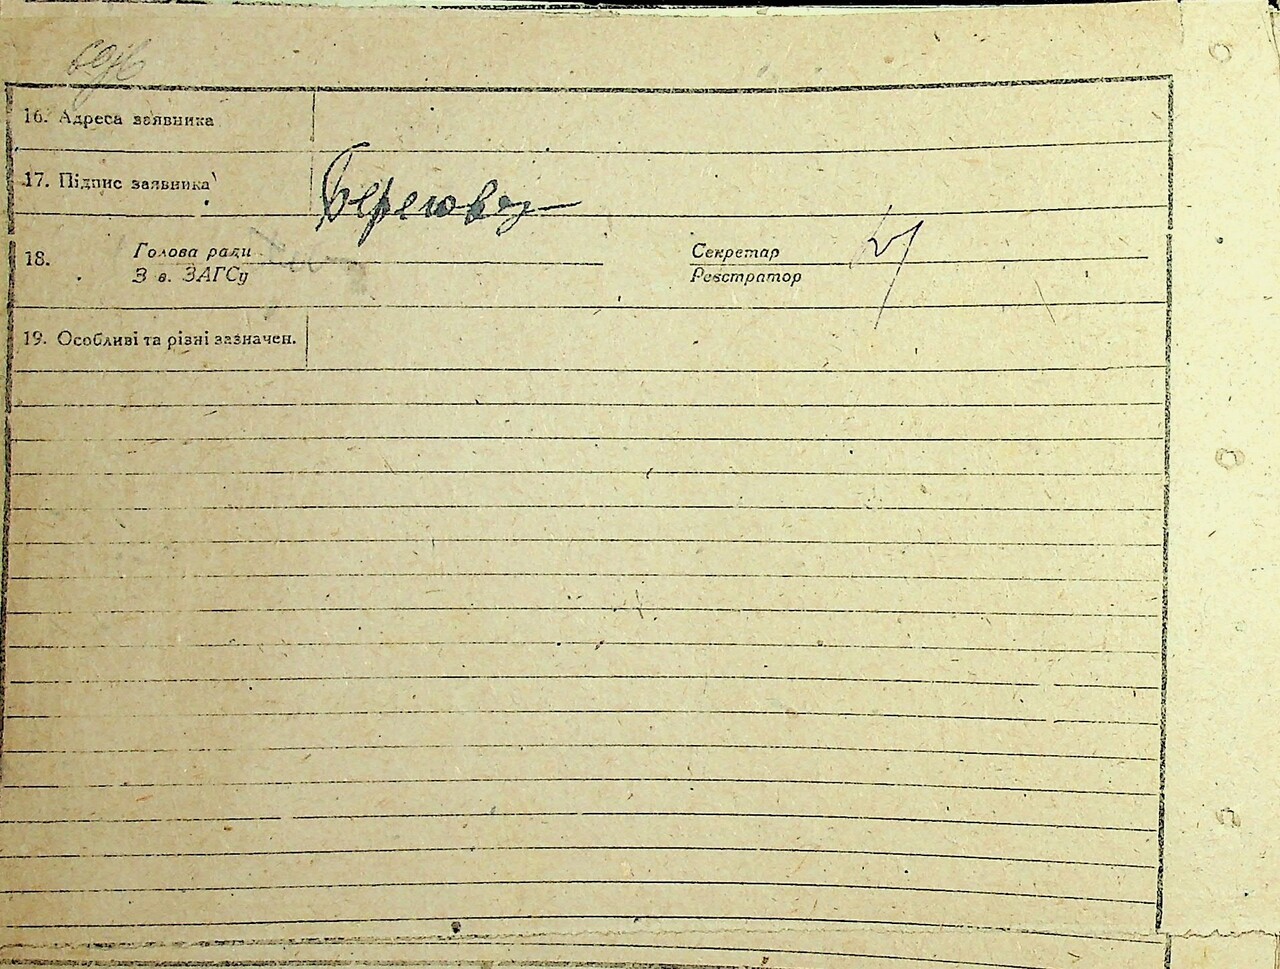 16. Адреса заявника
17. Підпис заявника Берегова
18. Голова ради Секретар
З в. ЗАГСу Реєстратор
19. Особливі та різні зазначен.